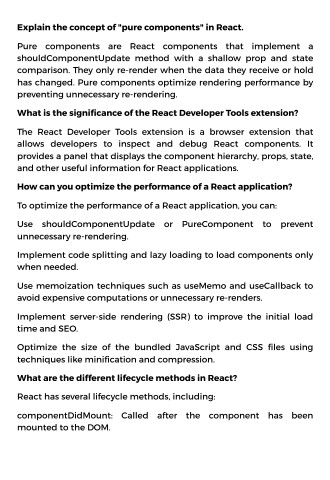 Explain the concept of "pure components" in React.
Pure components are React components that implement a
shouldComponentUpdate method with a shallow prop and state
comparison. They only re-render when the data they receive or hold
has changed. Pure components optimize rendering performance by
preventing unnecessary re-rendering.
What is the significance of the React Developer Tools extension?
The React Developer Tools extension is a browser extension that
allows developers to inspect and debug React components. It
provides a panel that displays the component hierarchy, props, state,
and other useful information for React applications.
How can you optimize the performance of a React application?
To optimize the performance of a React application, you can:
Use shouldComponentUpdate or PureComponent to prevent
unnecessary re-rendering.
Implement code splitting and lazy loading to load components only
when needed.
Use memoization techniques such as useMemo and useCallback to
avoid expensive computations or unnecessary re-renders.
Implement server-side rendering (SSR) to improve the initial load
time and SEO.
Optimize the size of the bundled JavaScript and CSS files using
techniques like minification and compression.
What are the different lifecycle methods in React?
React has several lifecycle methods, including:
componentDidMount: Called after the component has been
mounted to the DOM.